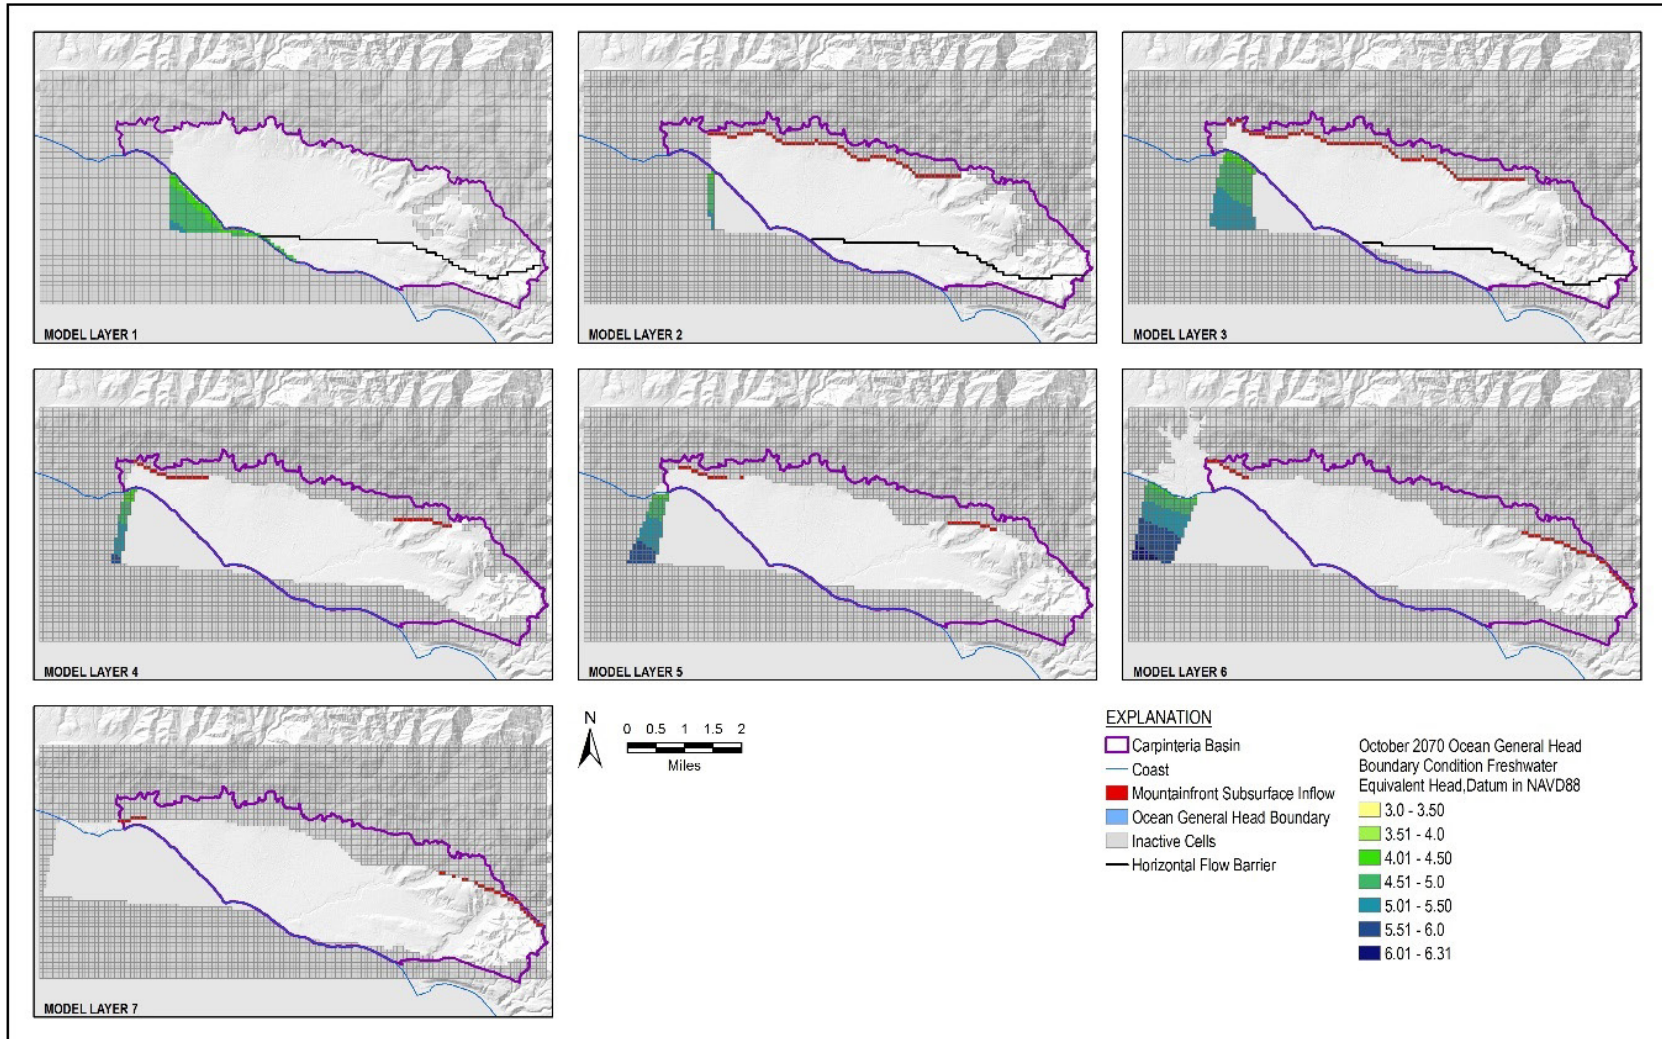 MODEL LAYER 1
MODEL LAYER 2
MODEL LAYER 3
MODEL LAYER 4
MODEL LAYER 5
MODEL LAYER 6
MODEL LAYER 7
N
0 0.5 1 1.5 2
Miles
EXPLANATION
Carpinteria Basin
Coast
Mountainfront Subsurface Inflow
Ocean General Head Boundary
Inactive Cells
Horizontal Flow Barrier
October 2070 Ocean General Head
Boundary Condition Freshwater
Equivalent Head,Datum in NAVD88
3.0 - 3.50
3.51 - 4.0
4.01 - 4.50
4.51 - 5.0
5.01 - 5.50
5.51 - 6.0
6.01 - 6.31